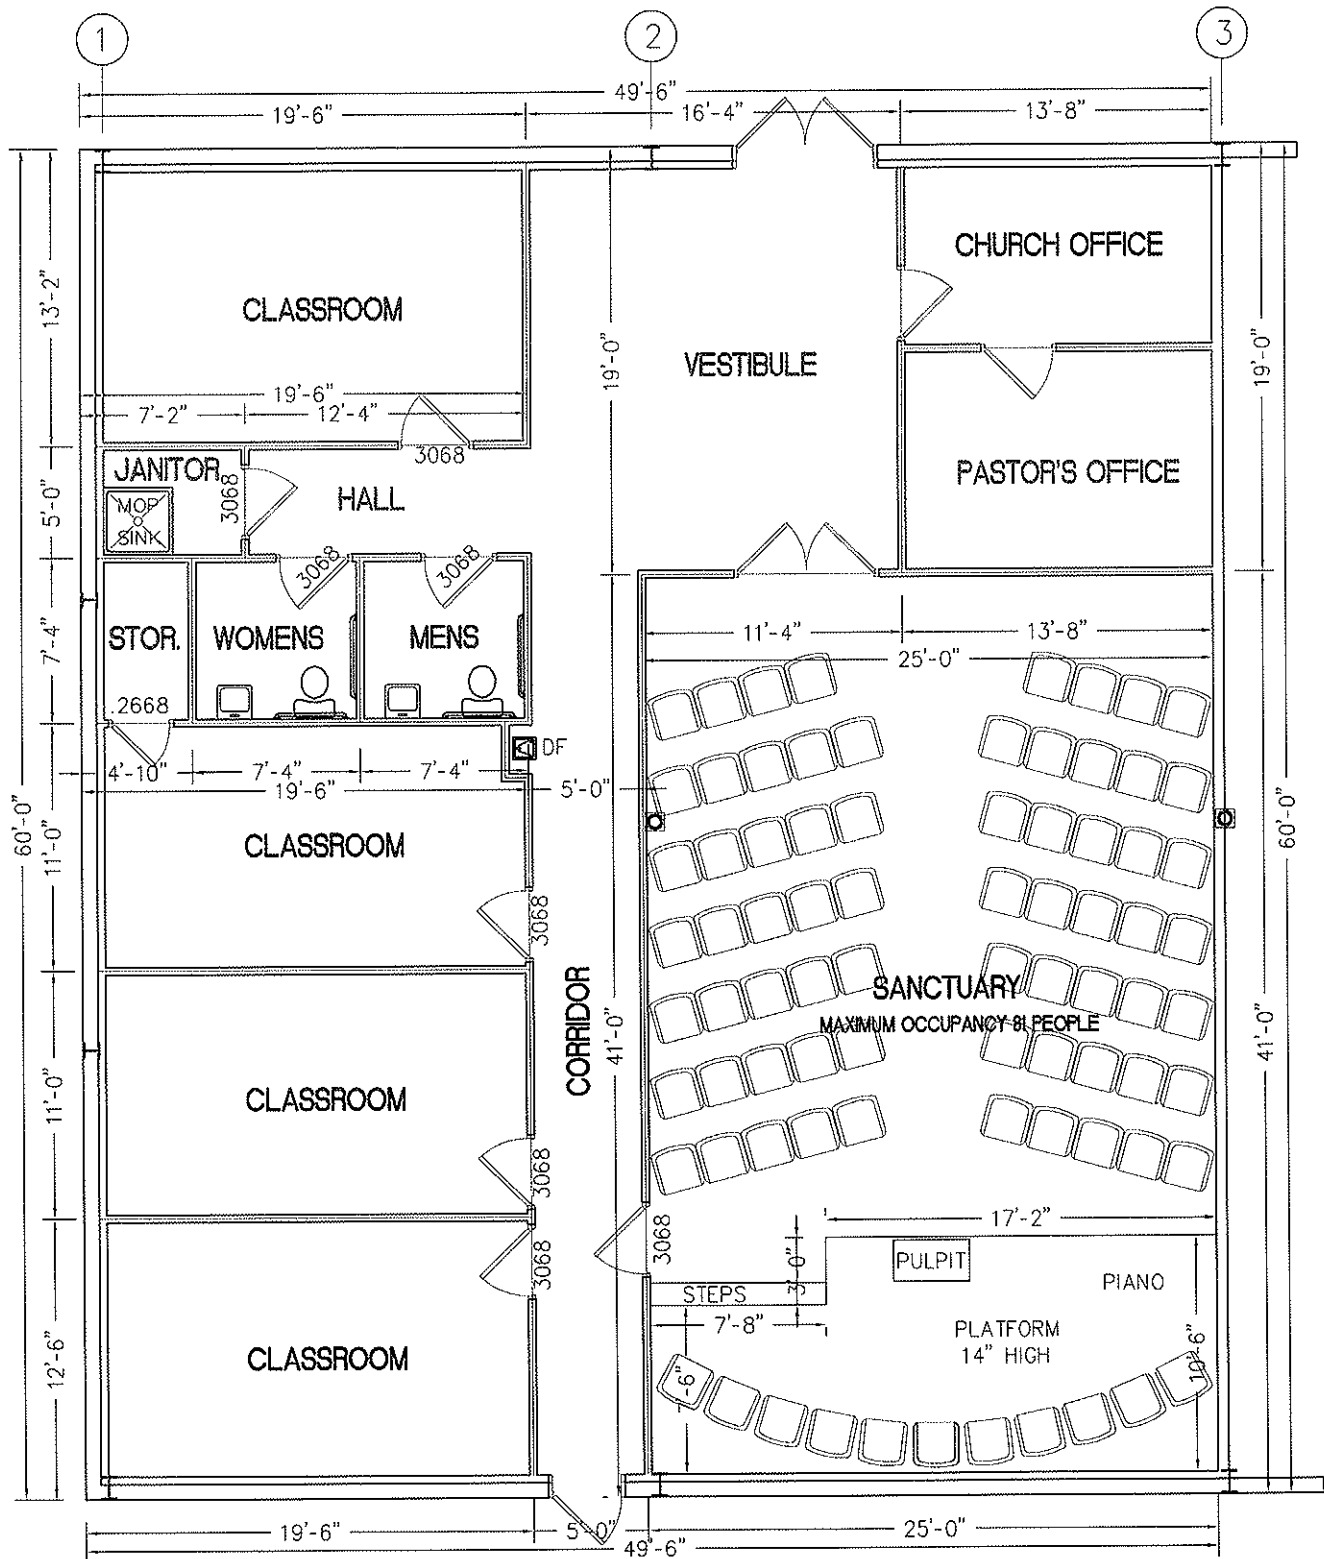 1
2
3
49'-6"
19'-6"
16'-4"
13'-8"
CHURCH OFFICE
CLASSROOM
13'-2"
19'-0"
19'-0"
VESTIBULE
19'-6"
7'-2"
12'-4"
3068
JANITOR
MOP
SINK
3068
HALL
PASTOR'S OFFICE
5'-0"
3068
3068
STOR.
WOMENS
MENS
7'-4"
11'-4"
13'-8"
25'-0"
2668
DF
4'-10"
7'-4"
7'-4"
19'-6"
5'-0"
60'-0"
11'-0"
CLASSROOM
60'-0"
3068
SANCTUARY
MAXIMUM OCCUPANCY 81 PEOPLE
CORRIDOR
41'-0"
41'-0"
11'-0"
CLASSROOM
3068
17'-2"
3068
3068
3'-0"
PULPIT
PIANO
STEPS
7'-8"
PLATFORM
14" HIGH
12'-6"
CLASSROOM
10'-6"
19'-6"
5'-0"
25'-0"
49'-6"